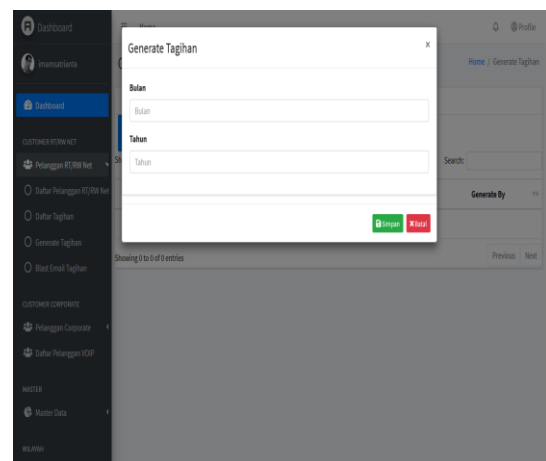 Dashboard
Home
Profile
imamsatrianta
Home / Generate Tagihan
Generate Tagihan
x
Bulan
Bulan
Tahun
Tahun
Simpan
Batal
Dashboard
CUSTOMER RT/RW NET
Pelanggan RT/RW Net
Daftar Pelanggan RT/RW Net
Daftar Tagihan
Generate Tagihan
Blast Email Tagihan
CUSTOMER CORPORATE
Pelanggan Corporate
Daftar Pelanggan VOIP
MASTER
Master Data
WILAYAH
Search:
Generate By
Showing 0 to 0 of 0 entries
Previous Next